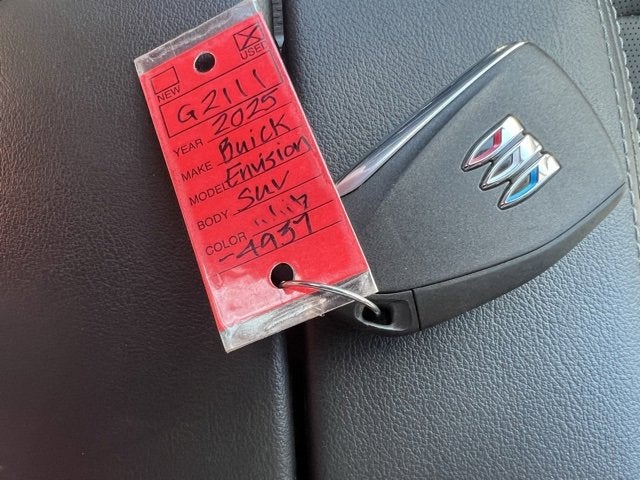 NEW
USED
G2111
YEAR 2025
MAKE Buick
MODEL Envision
BODY SUV
COLOR
-4937